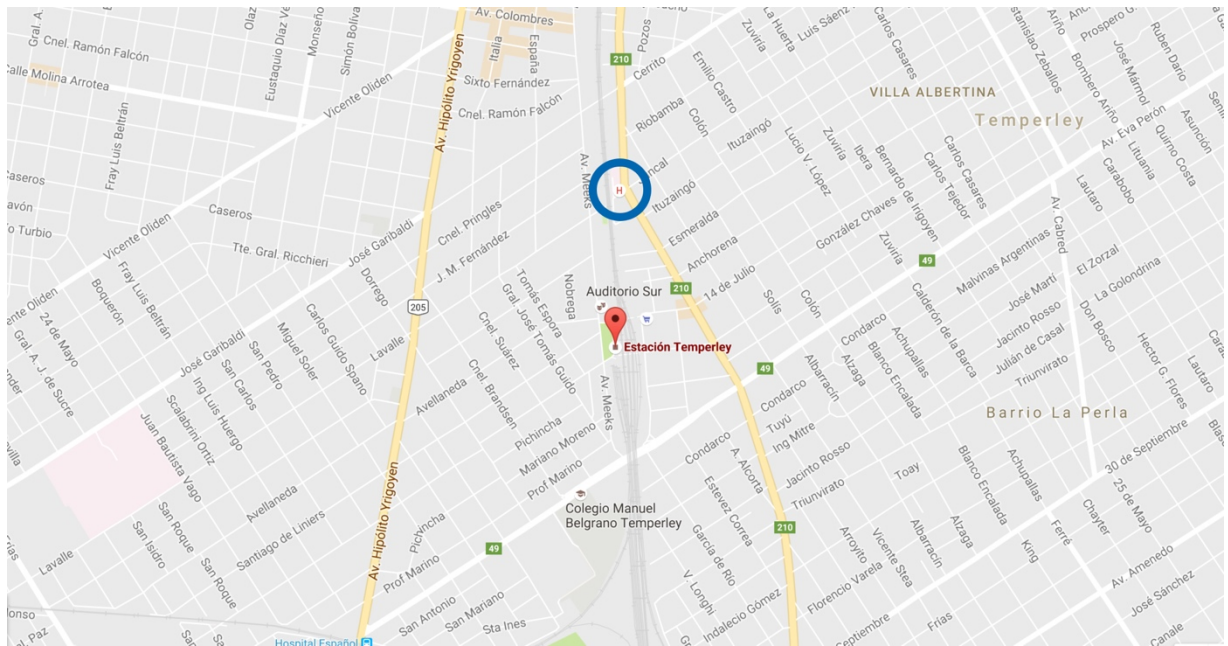 Av. Colombres
Olaz
Gral. A.
Cnel. Ramón Falcón
Eustaquio Díaz Ve
Monseño
Simón Boliva
Italia
España
210
Pozos
Zuviría
La Huerta
Luis Sáenz
Carlos Casares
Estanislao Zeballos
Prospero G.
Ruben Dario
José Mármol
Bombero Ariño
Calle Molina Arrotea
Vicente Oliden
Av. Hipólito Yrigoyen
Sixto Fernández
Cnel. Ramón Falcón
210
Cerrito
Emilio Castro
VILLA ALBERTINA
Temperley
Av. Eva Perón
Asunción
Quirno Costa
Lituania
Carabobo
Lautaro
Fray Luis Beltrán
Riobamba
Colón
Ituzaingó
Lucio V. López
Zuviría
Ibera
Bernardo de Irigoyen
Carlos Casares
Carlos Tejedor
Av. Meeks
H
Juncal
Ituzaingó
Caseros
Caseros
Vicente Oliden
Tte. Gral. Ricchieri
José Garibaldi
Cnel. Pringles
J. M. Fernández
Esmeralda
Anchorena
González Chaves
Zuviría
Av. Cabred
49
Malvinas Argentinas
El Zorzal
José Martí
La Golondrina
o Turbio
Fray Luis Beltrán
Boquerón
24 de Mayo
Gral. A. J. de Sucre
Dorrego
205
Nobrega
Tomás Espora
Gral. José Tomás Guido
Auditorio Sur
210
14 de Julio
Solís
Colón
Calderón de la Barca
Jacinto Rosso
Don Bosco
Julián de Casal
Triunvirato
Estación Temperley
José Garibaldi
Miguel Soler
Carlos Guido Spano
San Pedro
San Carlos
Ing Luis Huergo
Scalabrini Ortiz
Juan Bautista Vago
Lavalle
Cnel. Suárez
Cnel. Brandsen
Avellaneda
Av. Meeks
49
Condarco
Condarco
Achupallas
Blanco Encalada
Alzaga
Albarracín
Hector G. Flores
Lautaro
Barrio La Perla
Pichincha
Mariano Moreno
Prof Marino
Tuyú
Ing Mitre
Condarco
A. Alcorta
Jacinto Rosso
Triunvirato
Toay
30 de Septiembre
Avellaneda
Colegio Manuel
Belgrano Temperley
Estevez Correa
García de Río
210
Blanco Encalada
Achupallas
25 de Mayo
Chayter
San Roque
San Isidro
Santiago de Liniers
Pichincha
49
Alzaga
Albarracín
Vicente Stea
Arroyito
King
Ferré
Av. Amenedo
Lavalle
San Roque
Av. Hipólito Yrigoyen
Prof Marino
V. Longhi
Florencio Varela
Indalecio Gómez
José Sánchez
San Antonio
San Mariano
Sta Ines
Septiembre
Frías
Canale
Hospital Español